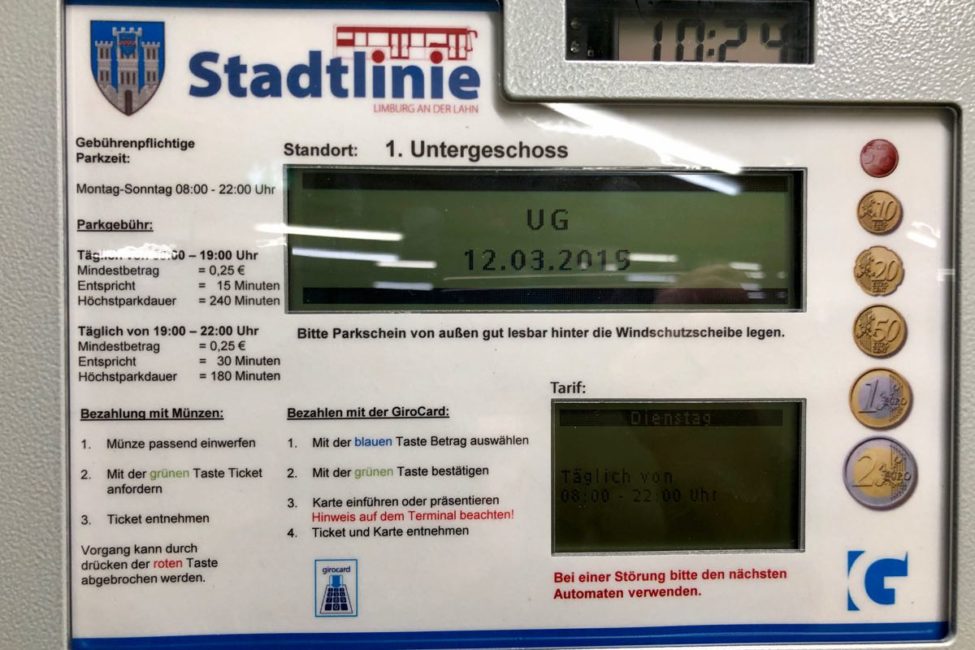 Stadtlinie
LIMBURG AN DER LAHN
10:24
Gebührenpflichtige
Parkzeit:
Montag-Sonntag 08:00 - 22:00 Uhr
Parkgebühr:
Täglich von 08:00 – 19:00 Uhr
Mindestbetrag = 0,25 €
Entspricht = 15 Minuten
Höchstparkdauer = 240 Minuten
Täglich von 19:00 – 22:00 Uhr
Mindestbetrag = 0,25 €
Entspricht = 30 Minuten
Höchstparkdauer = 180 Minuten
Standort: 1. Untergeschoss
UG
12.03.2019
Bitte Parkschein von außen gut lesbar hinter die Windschutzscheibe legen.
Bezahlung mit Münzen:
1. Münze passend einwerfen
2. Mit der grünen Taste Ticket
anfordern
3. Ticket entnehmen
Vorgang kann durch
drücken der roten Taste
abgebrochen werden.
Bezahlen mit der GiroCard:
1. Mit der blauen Taste Betrag auswählen
2. Mit der grünen Taste bestätigen
3. Karte einführen oder präsentieren
Hinweis auf dem Terminal beachten!
4. Ticket und Karte entnehmen
girocard
Tarif:
Dienstag
Täglich von
08:00 - 22:00 Uhr
Bei einer Störung bitte den nächsten
Automaten verwenden.
5
10
20
50
1 EURO
2 EURO
G